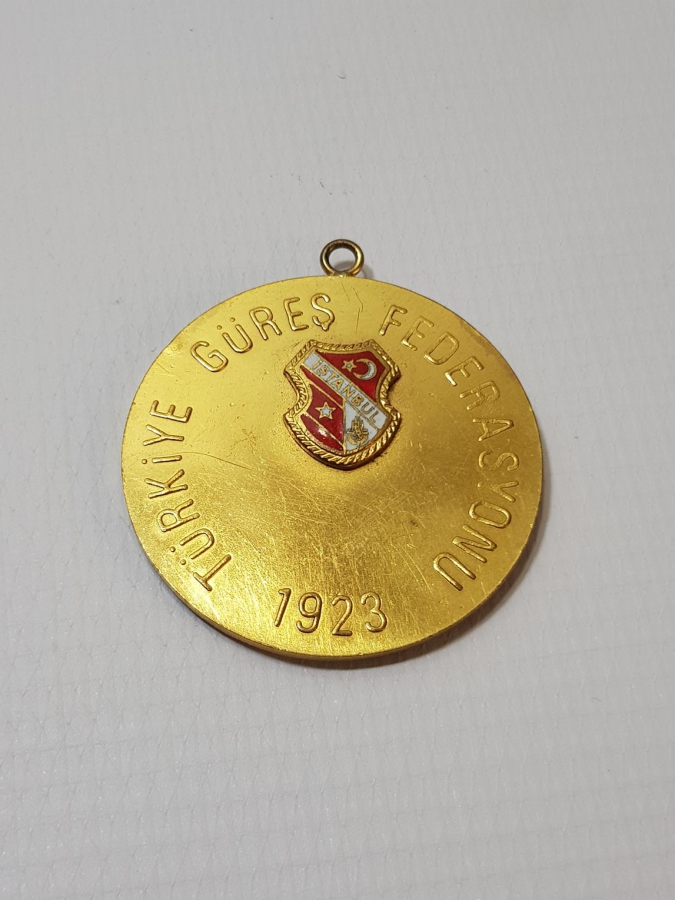 TÜRKİYE GÜREŞ FEDERASYONU
İSTANBUL
1923